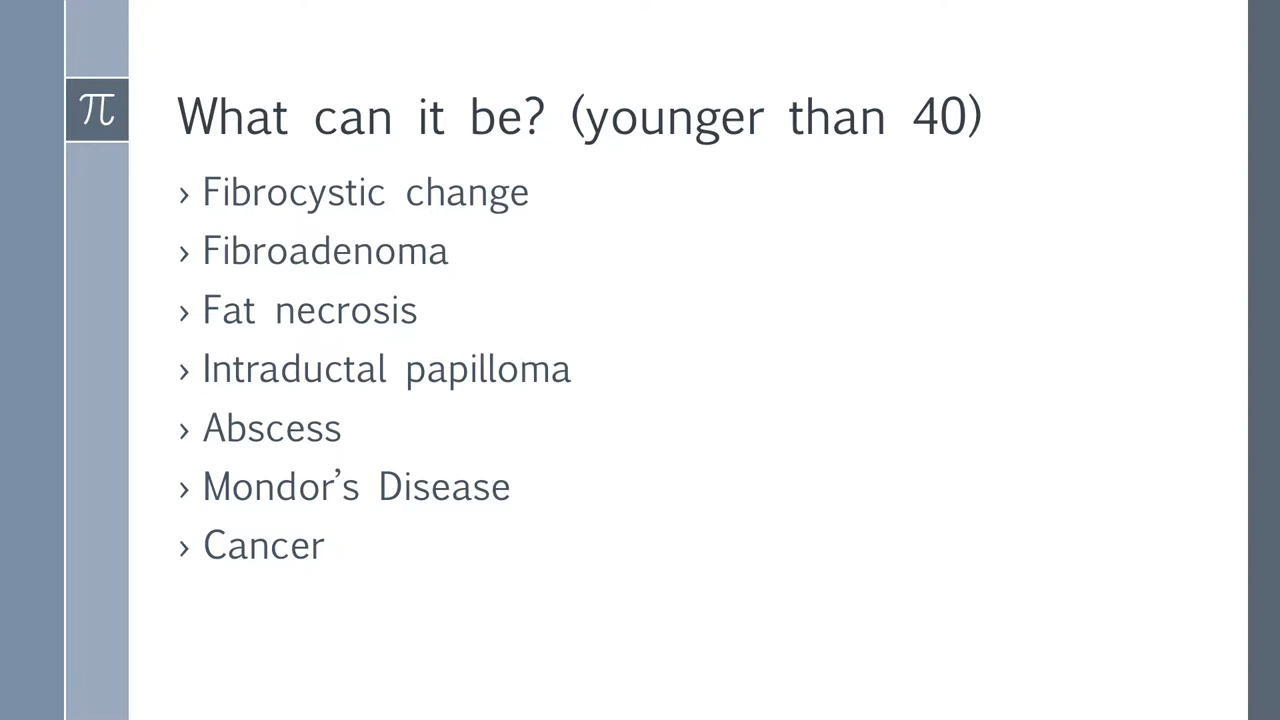 π
What can it be? (younger than 40)
› Fibrocystic change
› Fibroadenoma
› Fat necrosis
› Intraductal papilloma
› Abscess
› Mondor’s Disease
› Cancer